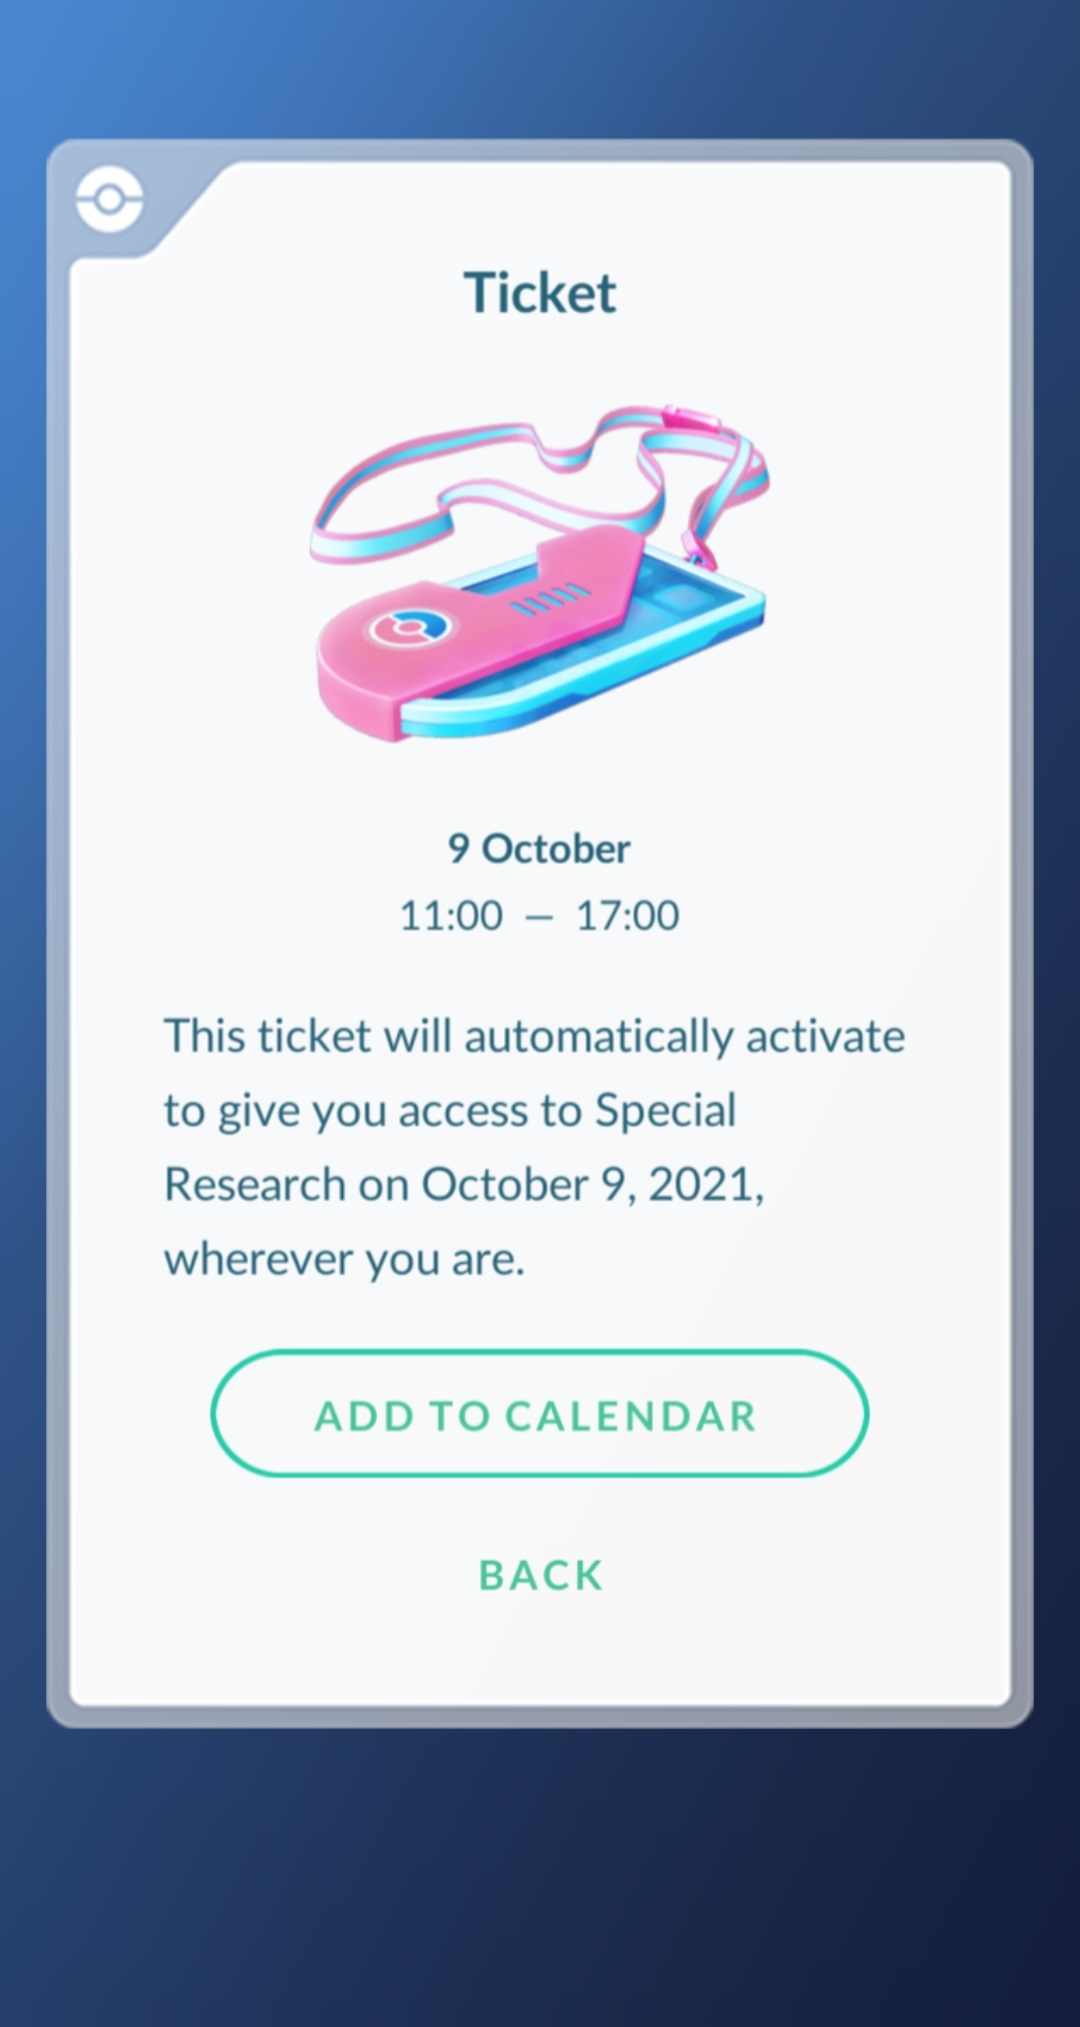 Ticket
9 October
11:00 — 17:00
This ticket will automatically activate
to give you access to Special
Research on October 9, 2021,
wherever you are.
ADD TO CALENDAR
BACK